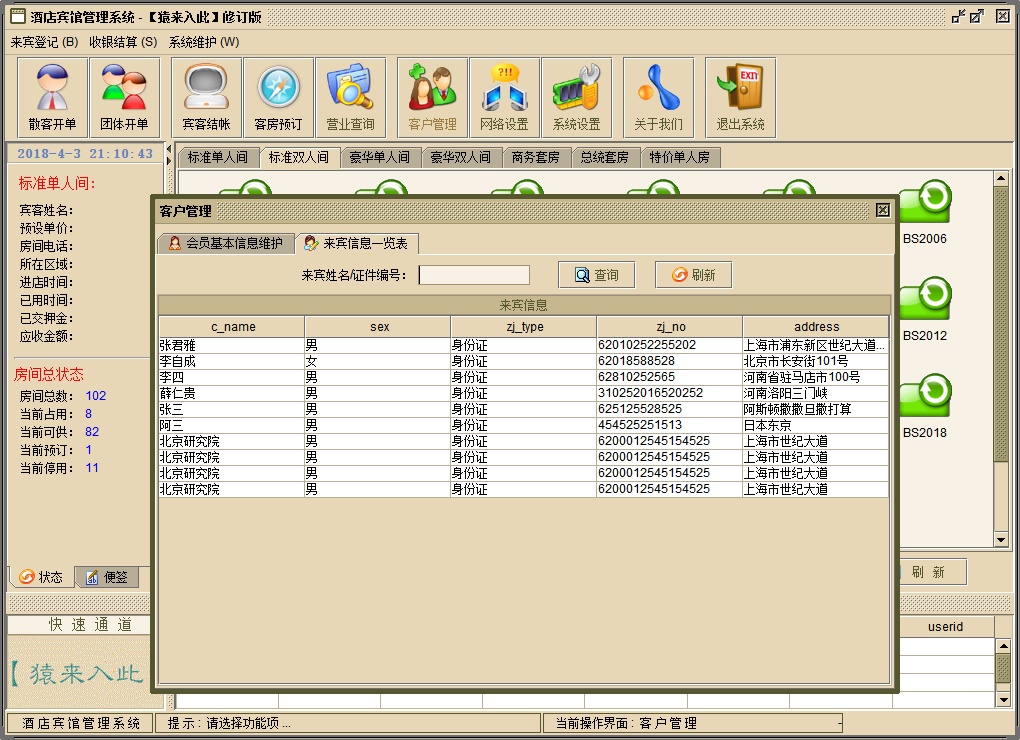 酒店宾馆管理系统 - 【猿来入此】修订版
来宾登记 (B) 收银结算 (S) 系统维护 (W)
散客开单 团体开单 宾客结帐 客房预订 营业查询 客户管理 网络设置 系统设置 关于我们 退出系统
?!!
EXIT
2018-4-3 21:10:43
标准单人间 标准双人间 豪华单人间 豪华双人间 商务套房 总统套房 特价单人房
标准单人间:
宾客姓名:
预设单价:
房间电话:
所在区域:
进店时间:
已用时间:
已交押金:
应收金额:
房间总状态
房间总数: 102
当前占用: 8
当前可供: 82
当前预订: 1
当前停用: 11
状态 便签
快 速 通 道
【猿来入此
BS2006
BS2012
BS2018
刷 新
userid
客户管理
会员基本信息维护 来宾信息一览表
来宾姓名/证件编号: 查询 刷新
来宾信息
c_name sex zj_type zj_no address
张君雅 男 身份证 62010252255202 上海市浦东新区世纪大道...
李自成 女 身份证 62018588528 北京市长安街101号
李四 男 身份证 62810252565 河南省驻马店市100号
薛仁贵 男 身份证 310252016520252 河南洛阳三门峡
张三 男 身份证 625125528525 阿斯顿撒撒旦撒打算
阿三 男 身份证 454525251513 日本东京
北京研究院 男 身份证 6200012545154525 上海市世纪大道
北京研究院 男 身份证 6200012545154525 上海市世纪大道
北京研究院 男 身份证 6200012545154525 上海市世纪大道
北京研究院 男 身份证 6200012545154525 上海市世纪大道
酒店宾馆管理系统 提示: 请选择功能项... 当前操作界面: 客户管理 -